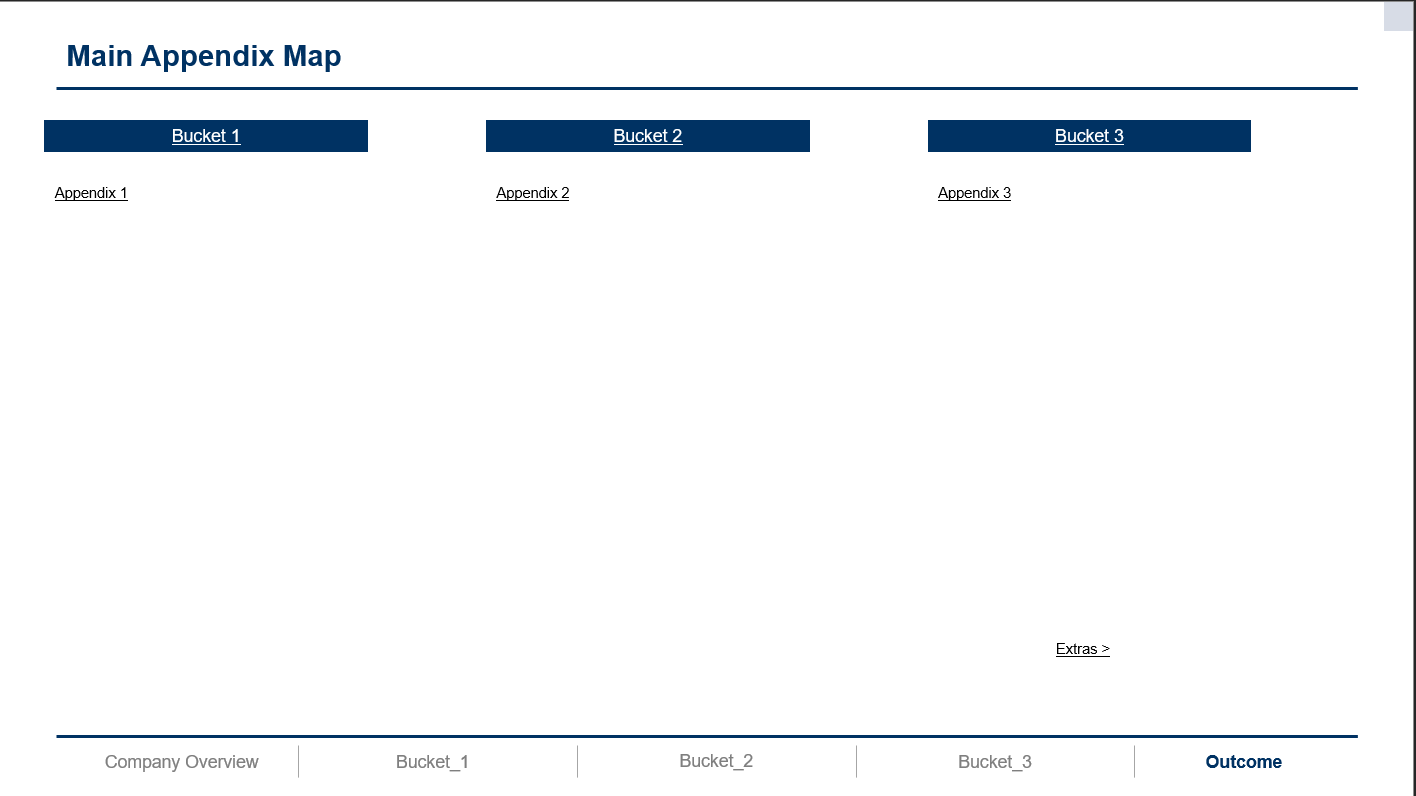 Main Appendix Map
Bucket 1
Bucket 2
Bucket 3
Appendix 1
Appendix 2
Appendix 3
Extras >
Company Overview
Bucket_1
Bucket_2
Bucket_3
Outcome